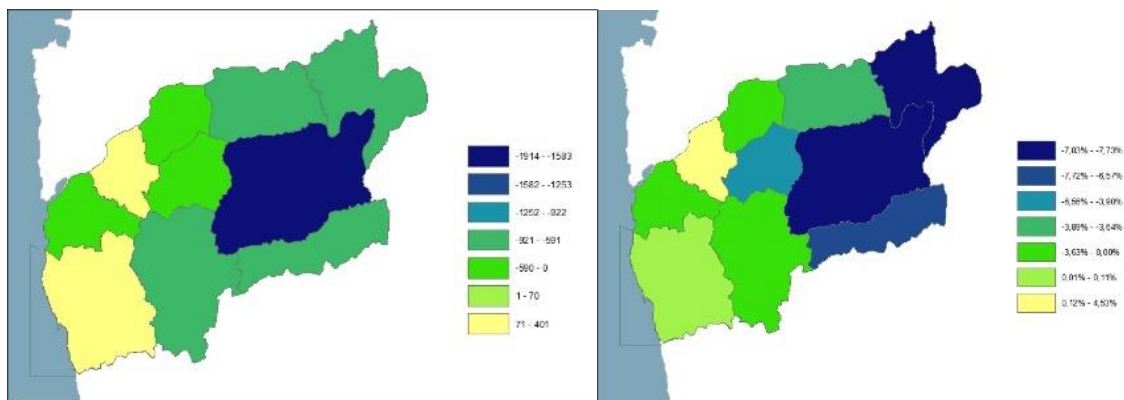 -1914 - -1583
-1582 - -1253
-1252 - -922
-921 - -591
-590 - 0
1 - 70
71 - 401
-7,83% - -7,73%
-7,72% - -6,57%
-6,56% - -3,90%
-3,89% - -3,64%
-3,63% - 0,00%
0,01% - 0,11%
0,12% - 4,53%